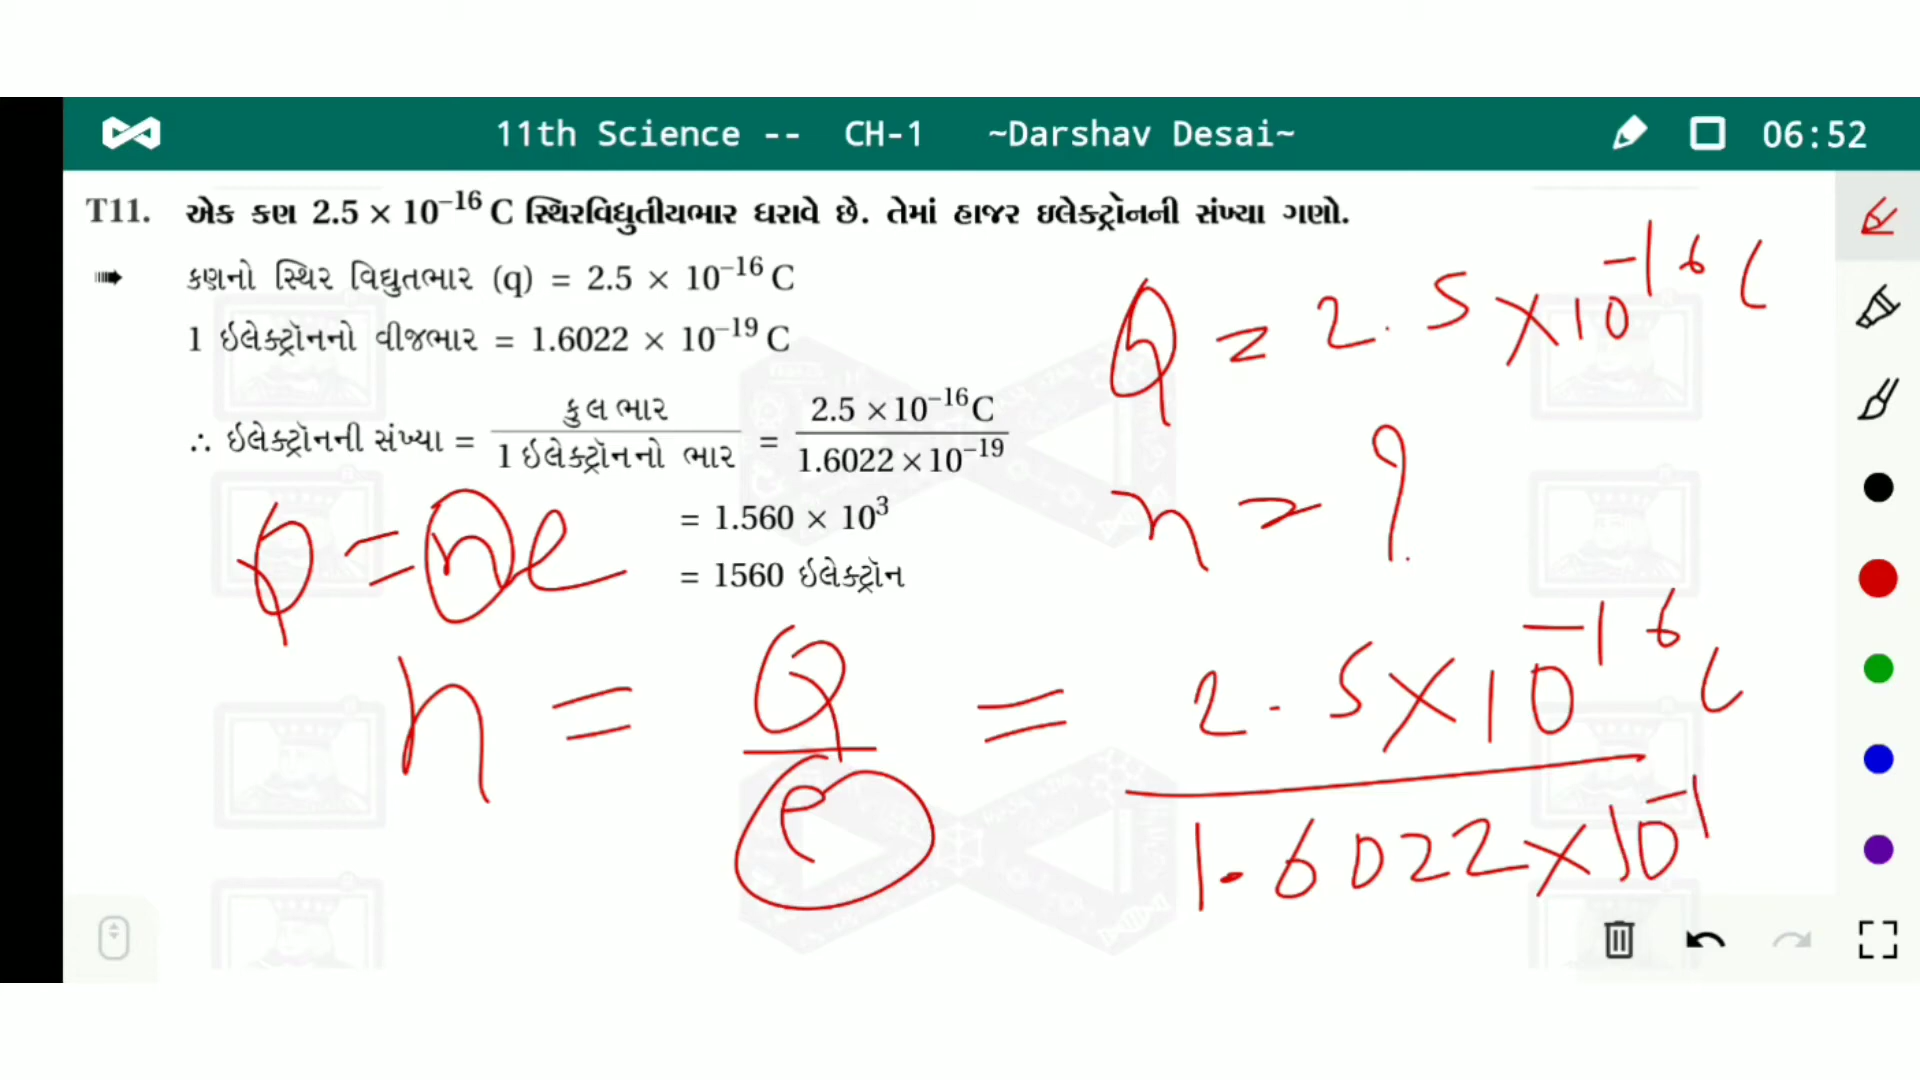 11th Science -- CH-1 ~Darshav Desai~ 06:52
T11. એક કણ 2.5 × 10⁻¹⁶ C સ્થિરવિદ્યુતીયભાર ધરાવે છે. તેમાં હાજર ઇલેક્ટ્રોનની સંખ્યા ગણો.
કણનો સ્થિર વિદ્યુતભાર (q) = 2.5 × 10⁻¹⁶ C
1 ઇલેક્ટ્રૉનનો વીજભાર = 1.6022 × 10⁻¹⁹ C
∴ ઇલેક્ટ્રૉનની સંખ્યા = કુલ ભાર / 1 ઇલેક્ટ્રૉનનો ભાર = 2.5 ×10⁻¹⁶C / 1.6022 ×10⁻¹⁹
= 1.560 × 10³
= 1560 ઇલેક્ટ્રૉન
Q = 2.5 × 10⁻¹⁶ C
n = ?
Q = ne
n = Q / e = 2.5 × 10⁻¹⁶ C / 1.6022 × 10⁻¹